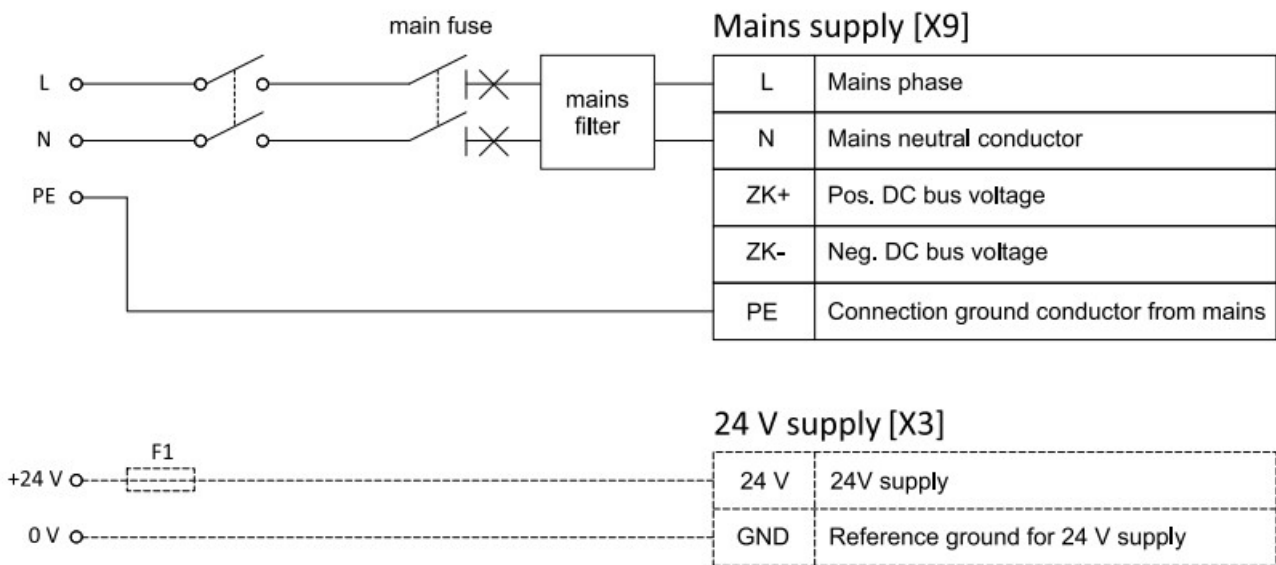 main fuse
Mains supply [X9]
L
mains filter
L Mains phase
N
N Mains neutral conductor
PE
ZK+ Pos. DC bus voltage
ZK- Neg. DC bus voltage
PE Connection ground conductor from mains
24 V supply [X3]
F1
+24 V
24 V 24V supply
0 V
GND Reference ground for 24 V supply